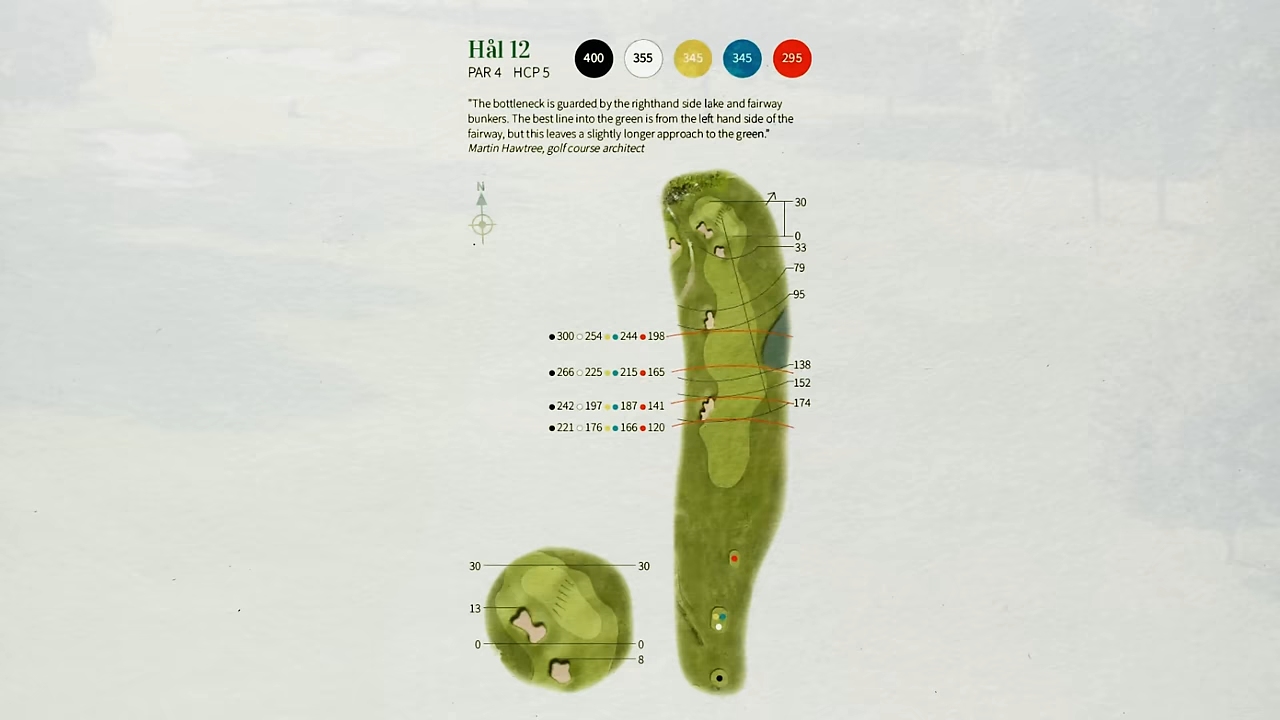 Hål 12
PAR 4 HCP 5
400 355 345 345 295
"The bottleneck is guarded by the righthand side lake and fairway
bunkers. The best line into the green is from the left hand side of the
fairway, but this leaves a slightly longer approach to the green."
Martin Hawtree, golf course architect
N
30
0
33
79
95
300 254 244 198
138
266 225 215 165
152
174
242 197 187 141
221 176 166 120
30 30
13
0 0
8